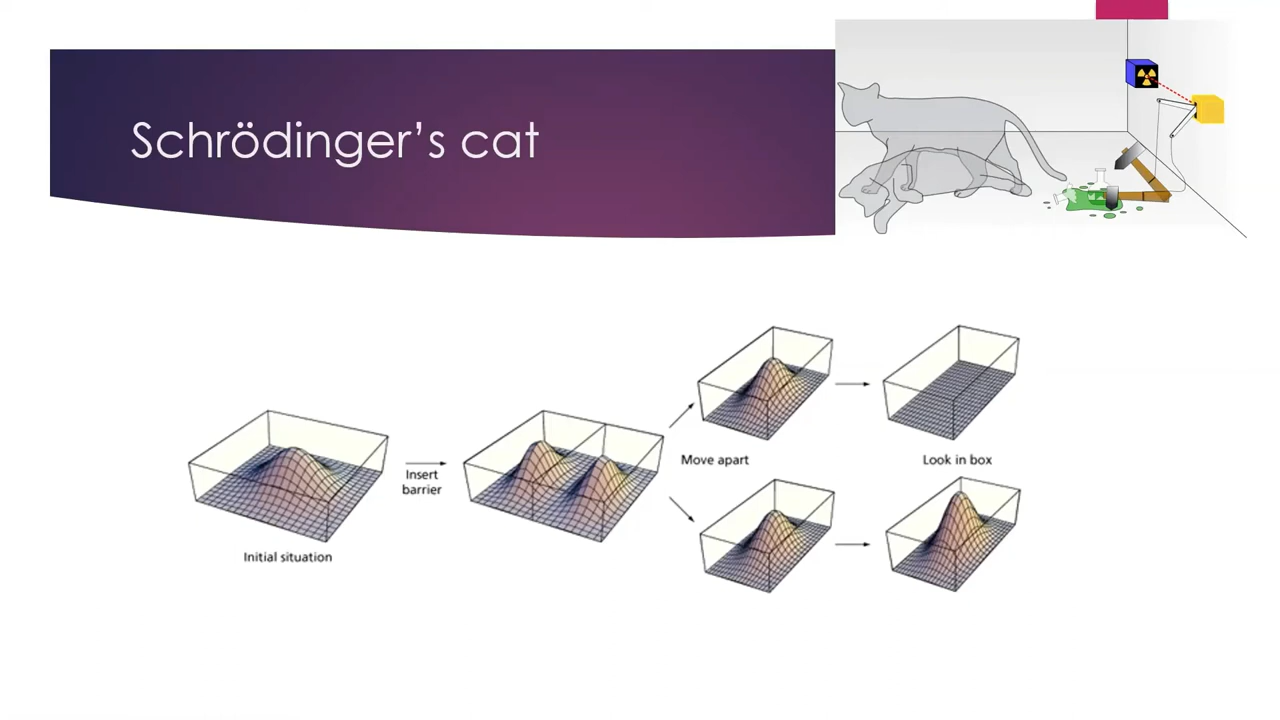 Schrödinger’s cat
Initial situation
Insert
barrier
Move apart
Look in box